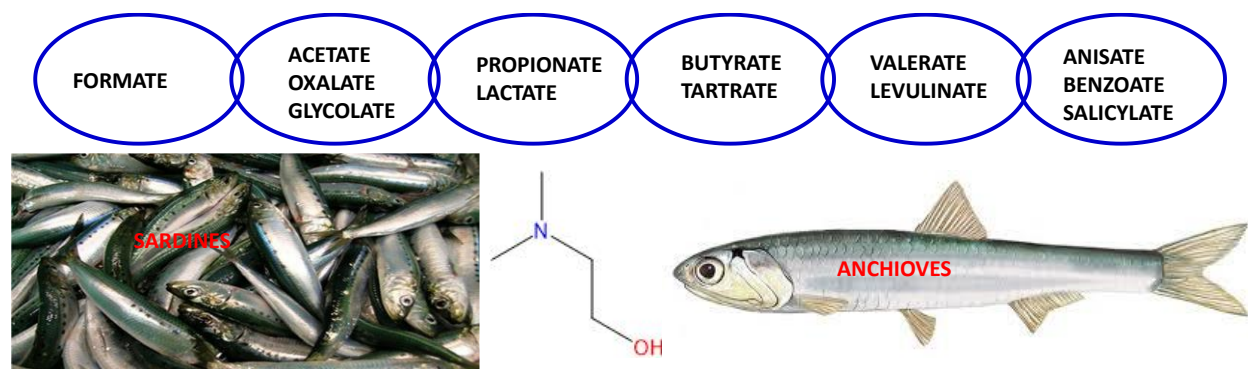 FORMATE
ACETATE
OXALATE
GLYCOLATE
PROPIONATE
LACTATE
BUTYRATE
TARTRATE
VALERATE
LEVULINATE
ANISATE
BENZOATE
SALICYLATE
SARDINES
N
OH
ANCHIOVES